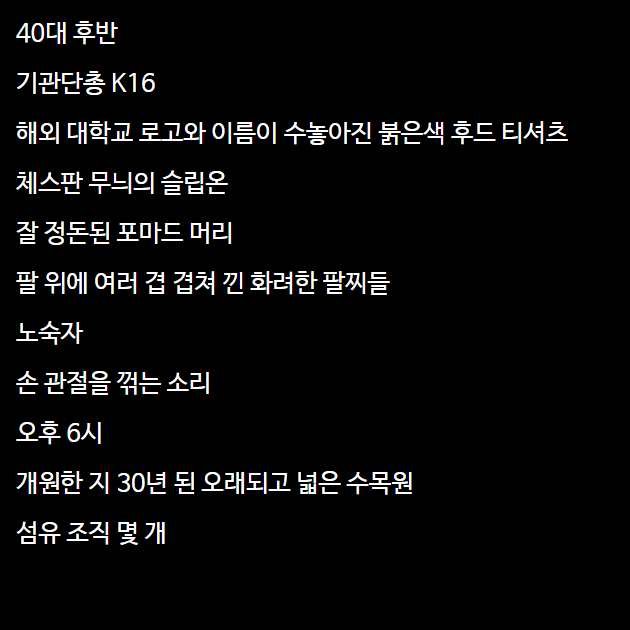 40대 후반
기관단총 K16
해외 대학교 로고와 이름이 수놓아진 붉은색 후드 티셔츠
체스판 무늬의 슬립온
잘 정돈된 포마드 머리
팔 위에 여러 겹 겹쳐 낀 화려한 팔찌들
노숙자
손 관절을 꺾는 소리
오후 6시
개원한 지 30년 된 오래되고 넓은 수목원
섬유 조직 몇 개